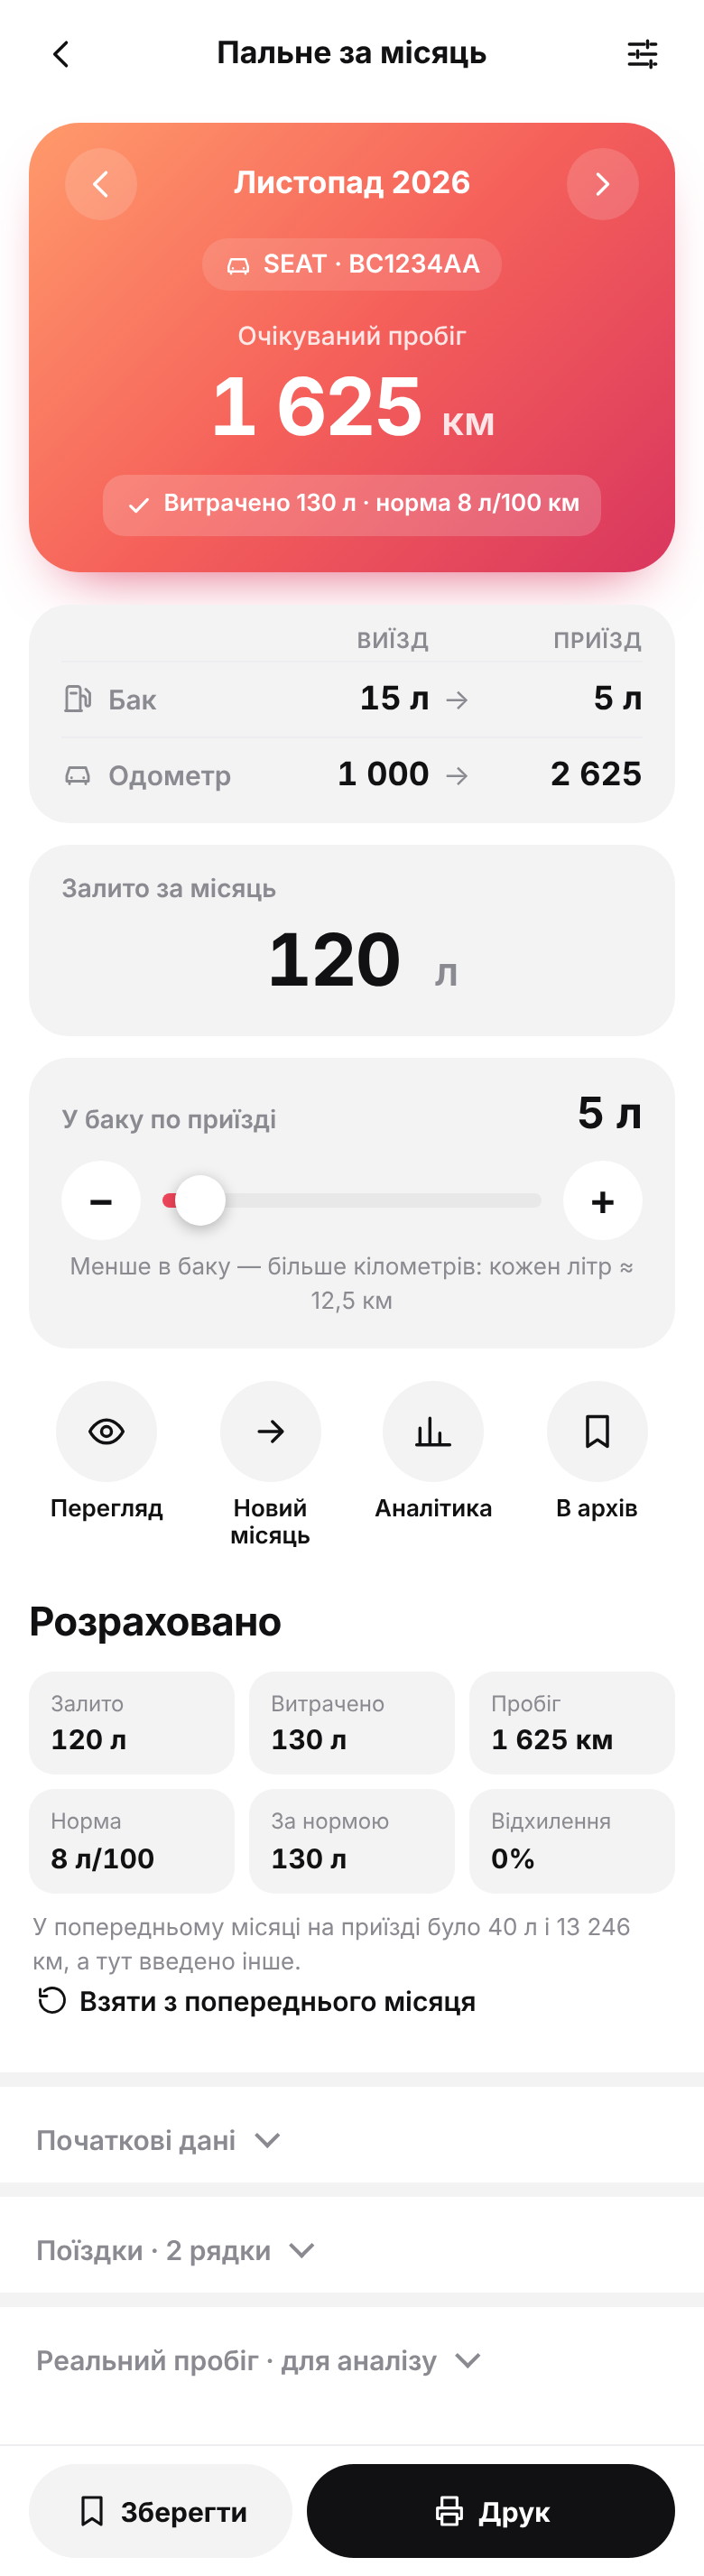 Пальне за місяць
Листопад 2026
SEAT · BC1234AA
Очікуваний пробіг
1 625 км
Витрачено 130 л · норма 8 л/100 км
ВИЇЗД ПРИЇЗД
Бак 15 л → 5 л
Одометр 1 000 → 2 625
Залито за місяць
120 л
У баку по приїзді 5 л
− +
Менше в баку — більше кілометрів: кожен літр ≈
12,5 км
Перегляд Новий Аналітика В архів
місяць
Розраховано
Залито Витрачено Пробіг
120 л 130 л 1 625 км
Норма За нормою Відхилення
8 л/100 130 л 0%
У попередньому місяці на приїзді було 40 л і 13 246
км, а тут введено інше.
Взяти з попереднього місяця
Початкові дані
Поїздки · 2 рядки
Реальний пробіг · для аналізу
Зберегти Друк